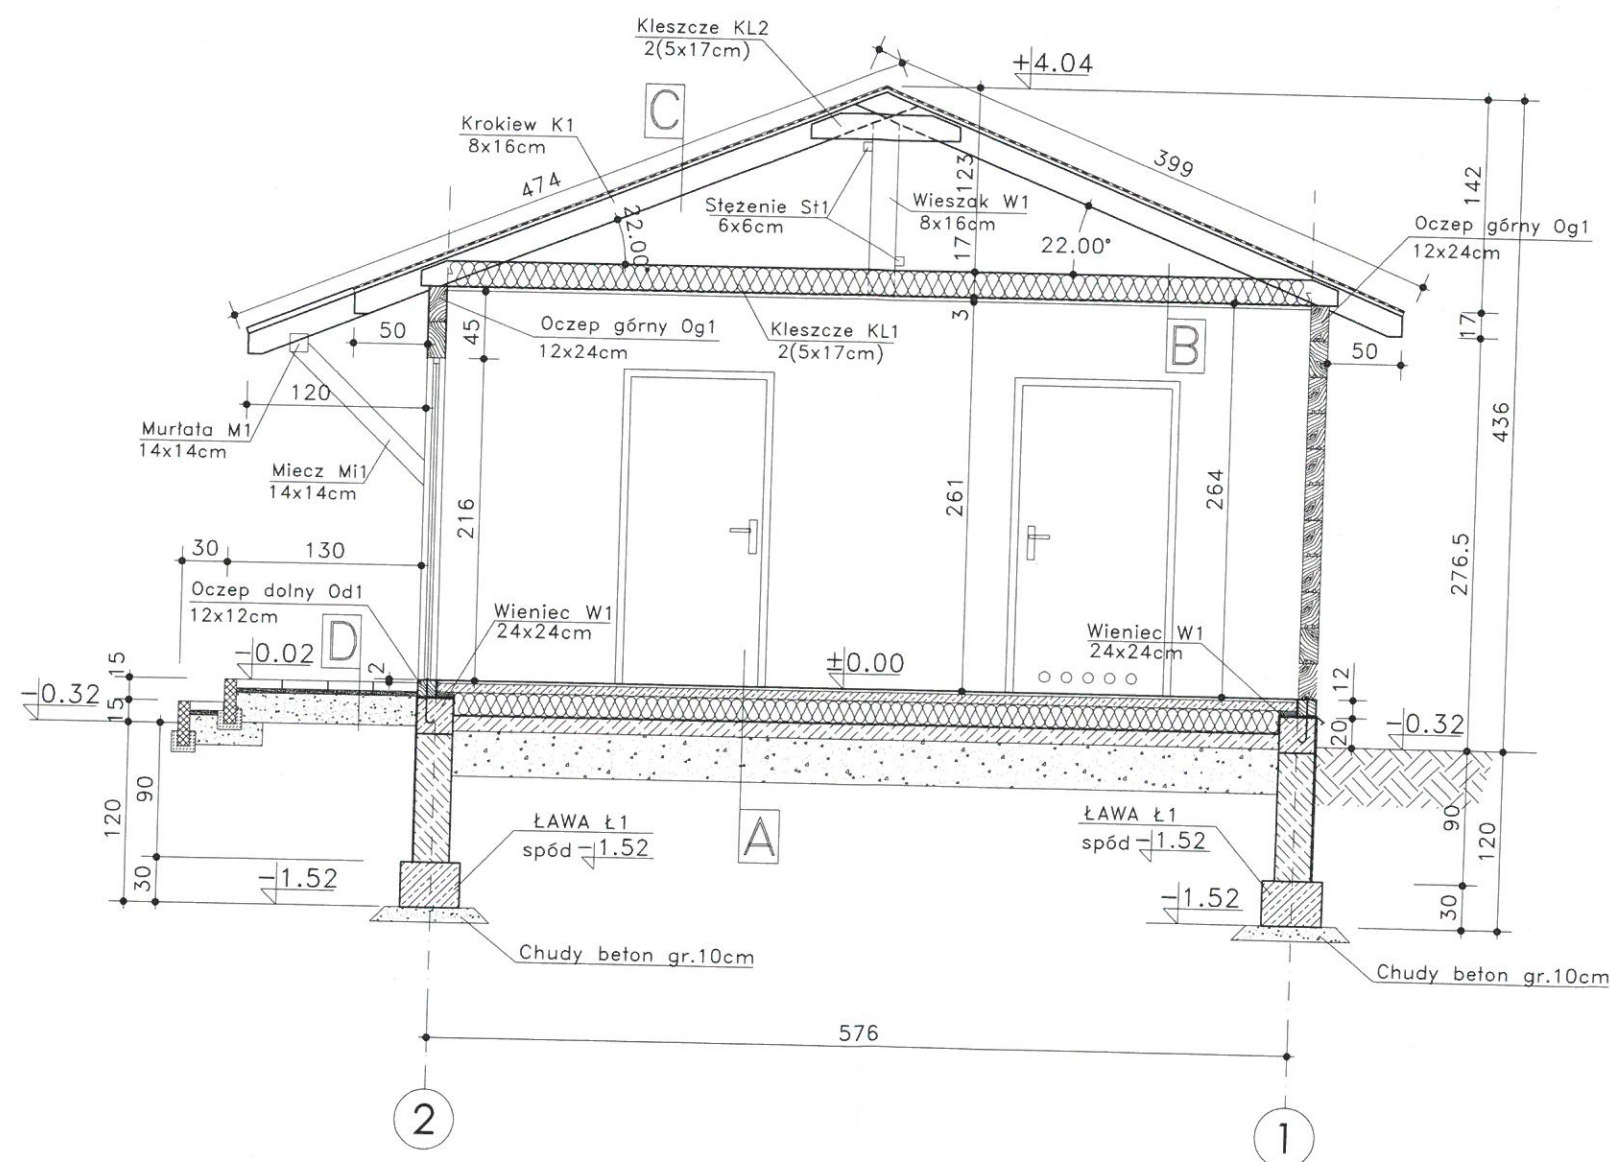 Kleszcze KL2
2(5x17cm)
+4.04
C
Krokiew K1
8x16cm
474
399
123
142
Stężenie St1
6x6cm
Wieszak W1
8x16cm
22.00°
17
22.00°
Oczep górny Og1
12x24cm
50
45
Oczep górny Og1
12x24cm
Kleszcze KL1
2(5x17cm)
3
B
17
50
120
Murłata M1
14x14cm
Miecz Mi1
14x14cm
216
261
264
436
276.5
30
130
Oczep dolny Od1
12x12cm
D
Wieniec W1
24x24cm
Wieniec W1
24x24cm
15
-0.02
2
±0.00
12
-0.32
15
20
-0.32
90
120
ŁAWA Ł1
spód -1.52
A
ŁAWA Ł1
spód -1.52
90
120
30
-1.52
-1.52
30
Chudy beton gr.10cm
Chudy beton gr.10cm
576
2
1